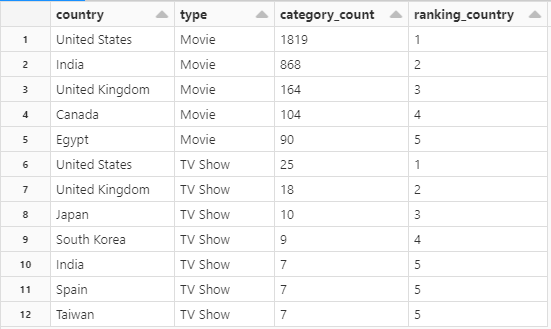 country type category_count ranking_country
1 United States Movie 1819 1
2 India Movie 868 2
3 United Kingdom Movie 164 3
4 Canada Movie 104 4
5 Egypt Movie 90 5
6 United States TV Show 25 1
7 United Kingdom TV Show 18 2
8 Japan TV Show 10 3
9 South Korea TV Show 9 4
10 India TV Show 7 5
11 Spain TV Show 7 5
12 Taiwan TV Show 7 5